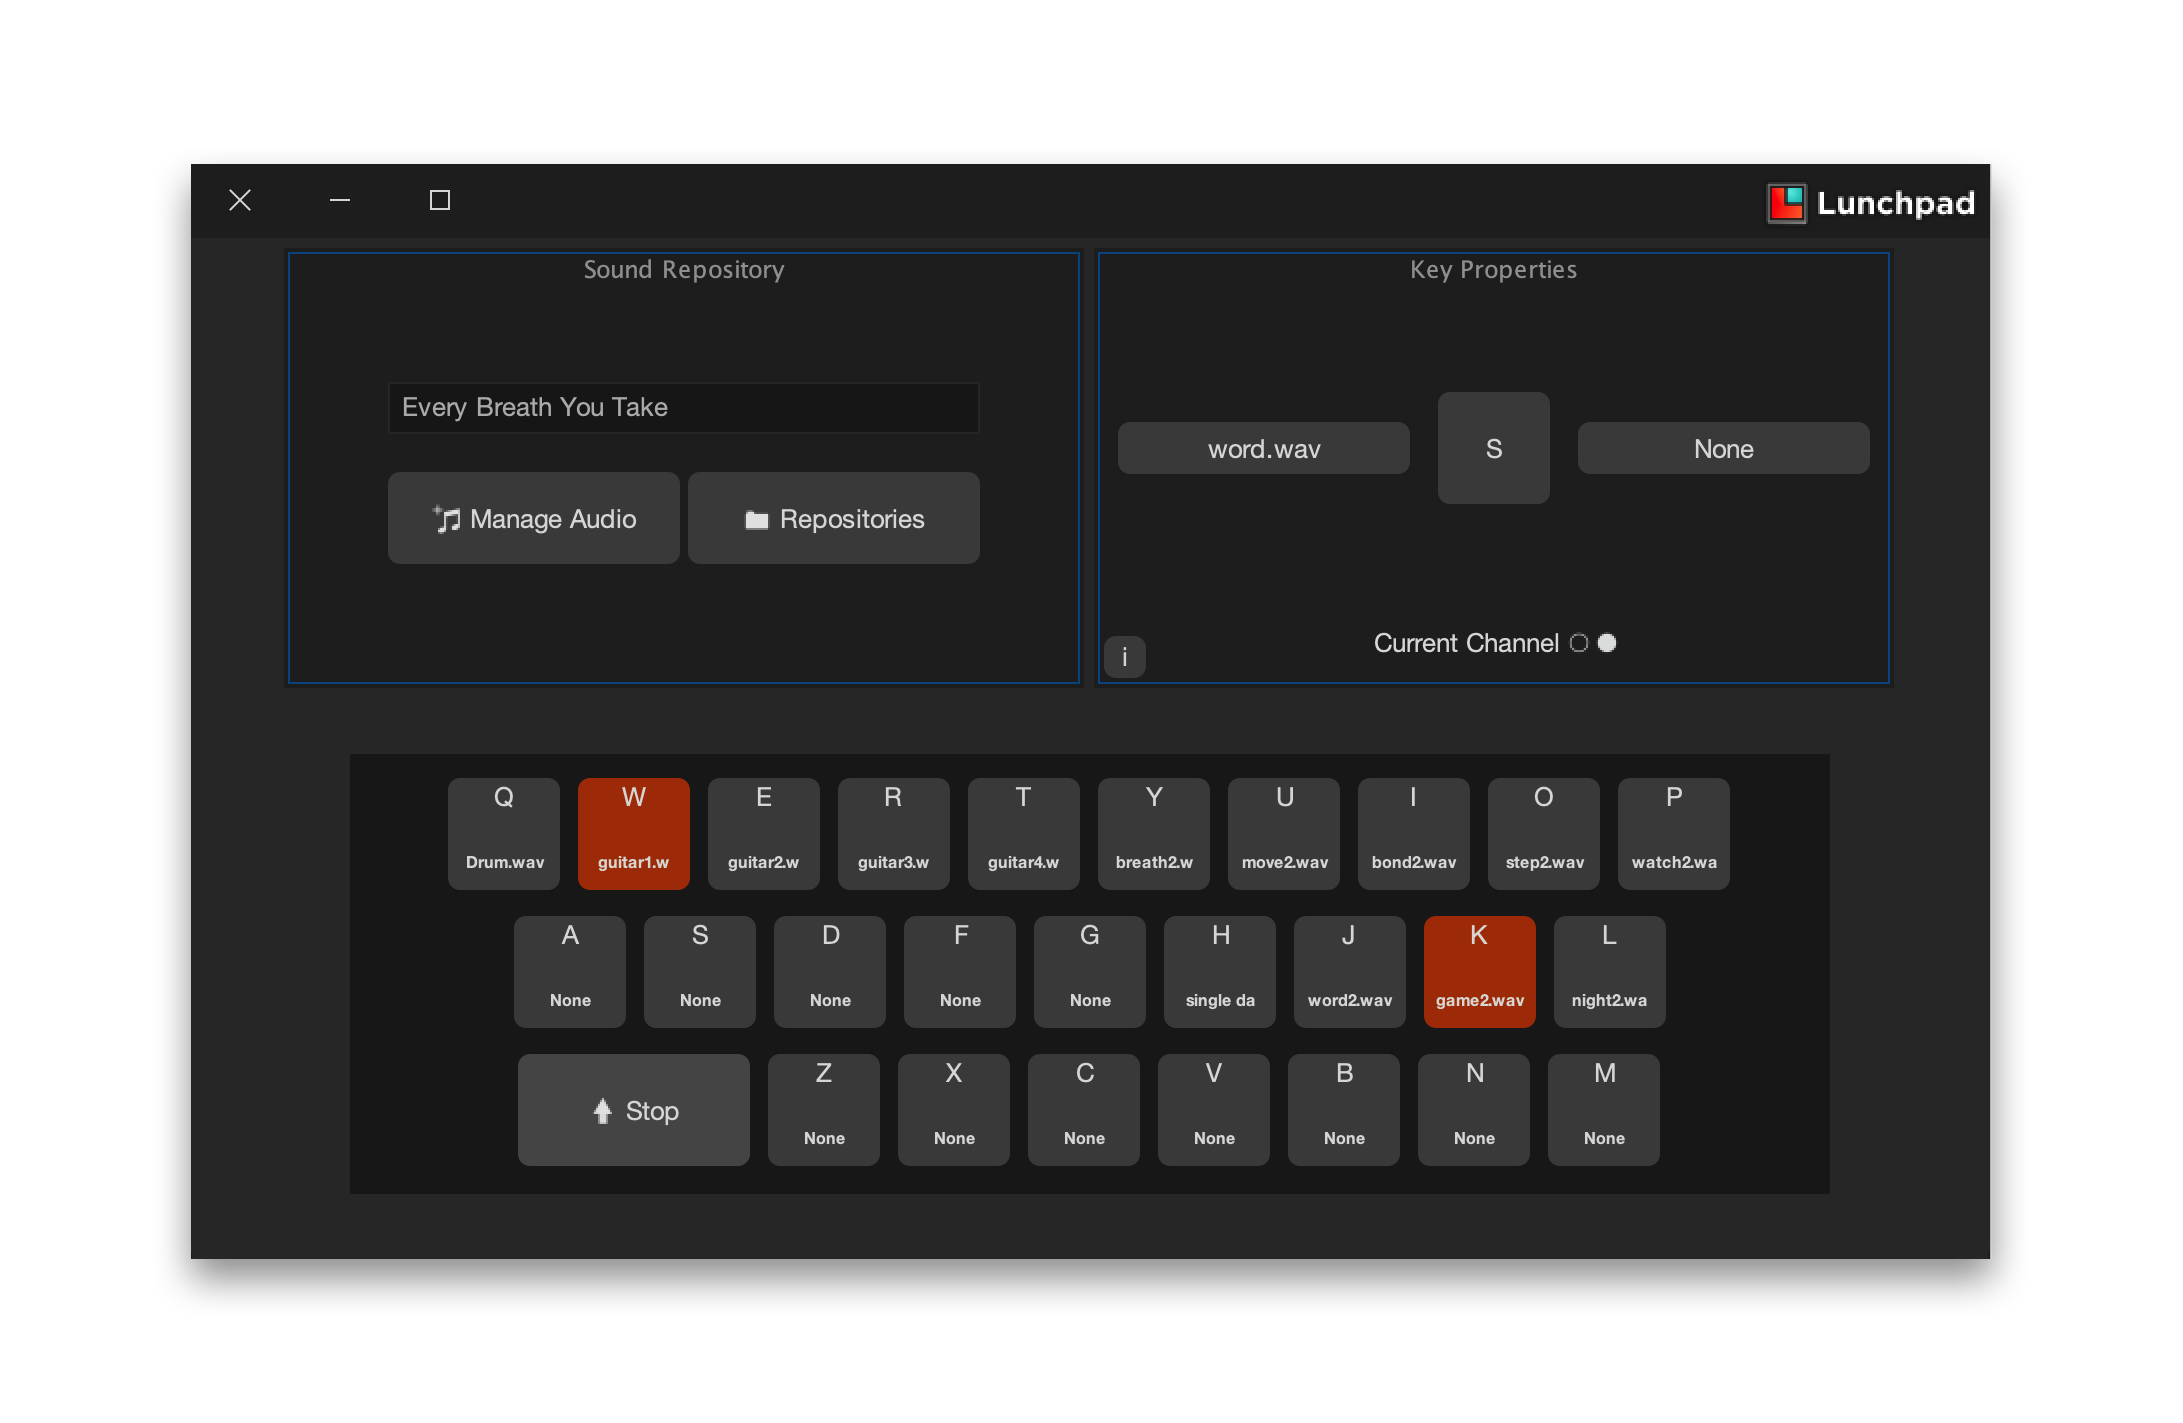 Lunchpad
Sound Repository
Every Breath You Take
Manage Audio
Repositories
Key Properties
word.wav
S
None
Current Channel
i
Q W E R T Y U I O P
Drum.wav guitar1.w guitar2.w guitar3.w guitar4.w breath2.w move2.wav bond2.wav step2.wav watch2.wa
A S D F G H J K L
None None None None None single da word2.wav game2.wav night2.wa
Z X C V B N M
Stop
None None None None None None None